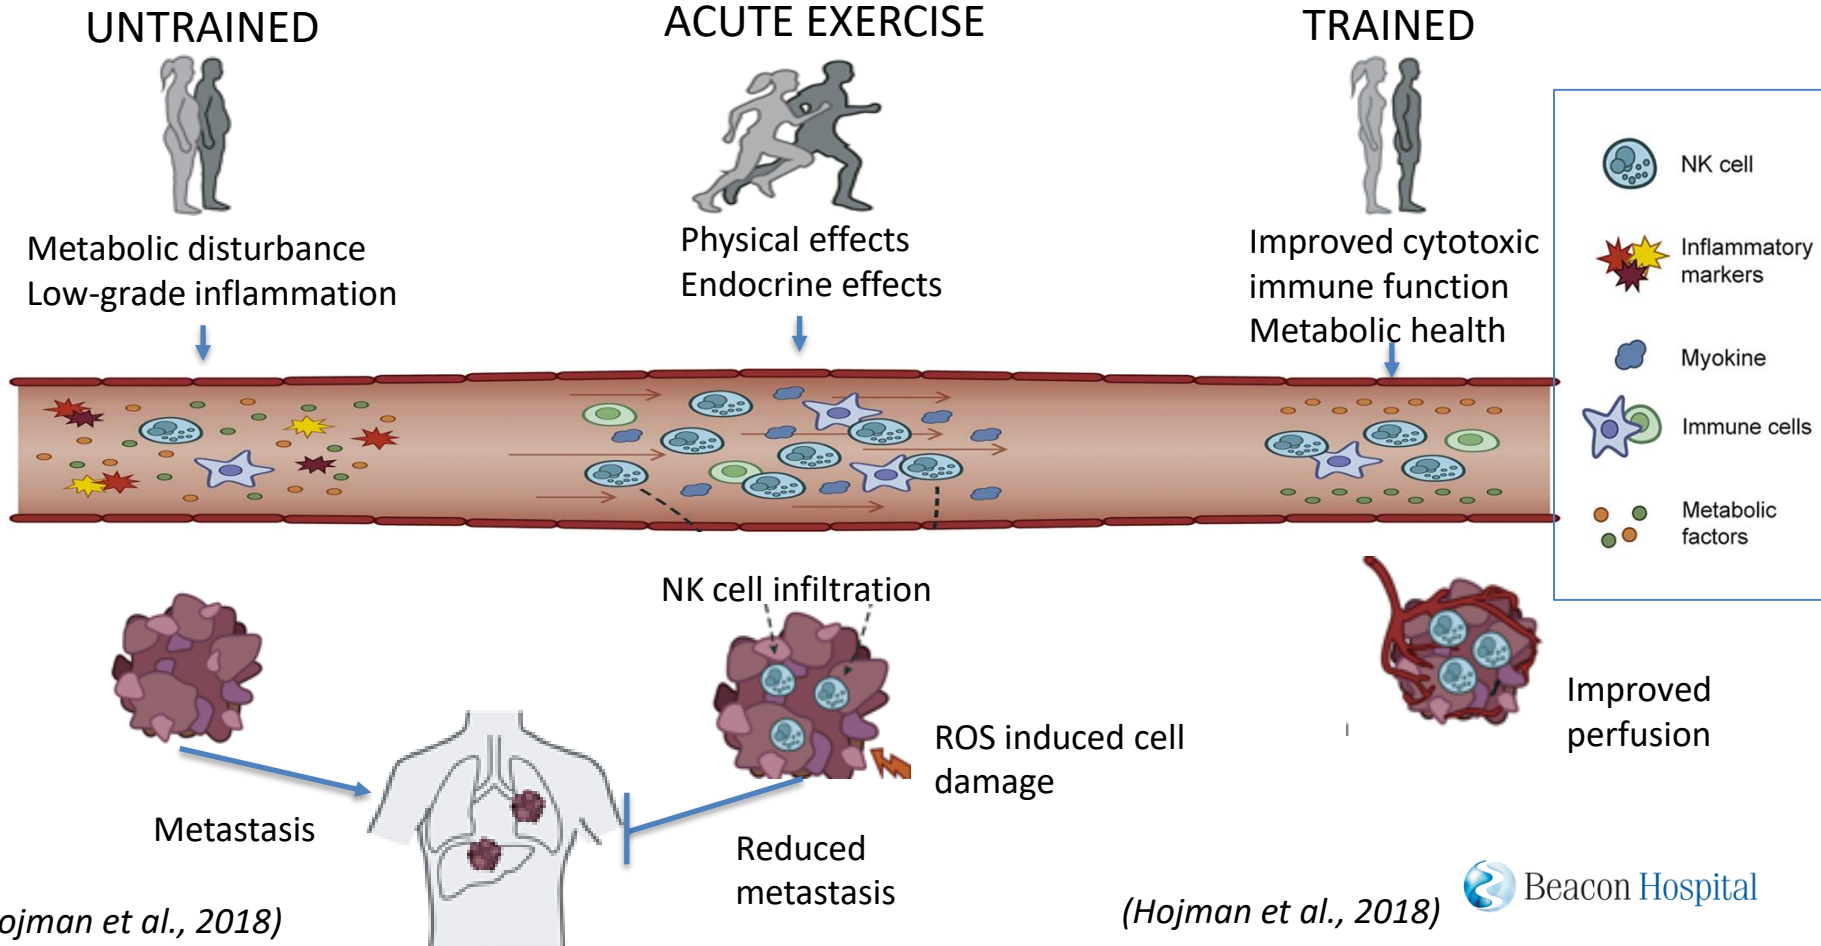 UNTRAINED
ACUTE EXERCISE
TRAINED
Metabolic disturbance
Low-grade inflammation
Physical effects
Endocrine effects
Improved cytotoxic
immune function
Metabolic health
NK cell
Inflammatory
markers
Myokine
Immune cells
Metabolic
factors
NK cell infiltration
ROS induced cell
damage
Improved
perfusion
Metastasis
Reduced
metastasis
ojman et al., 2018)
(Hojman et al., 2018)
Beacon Hospital